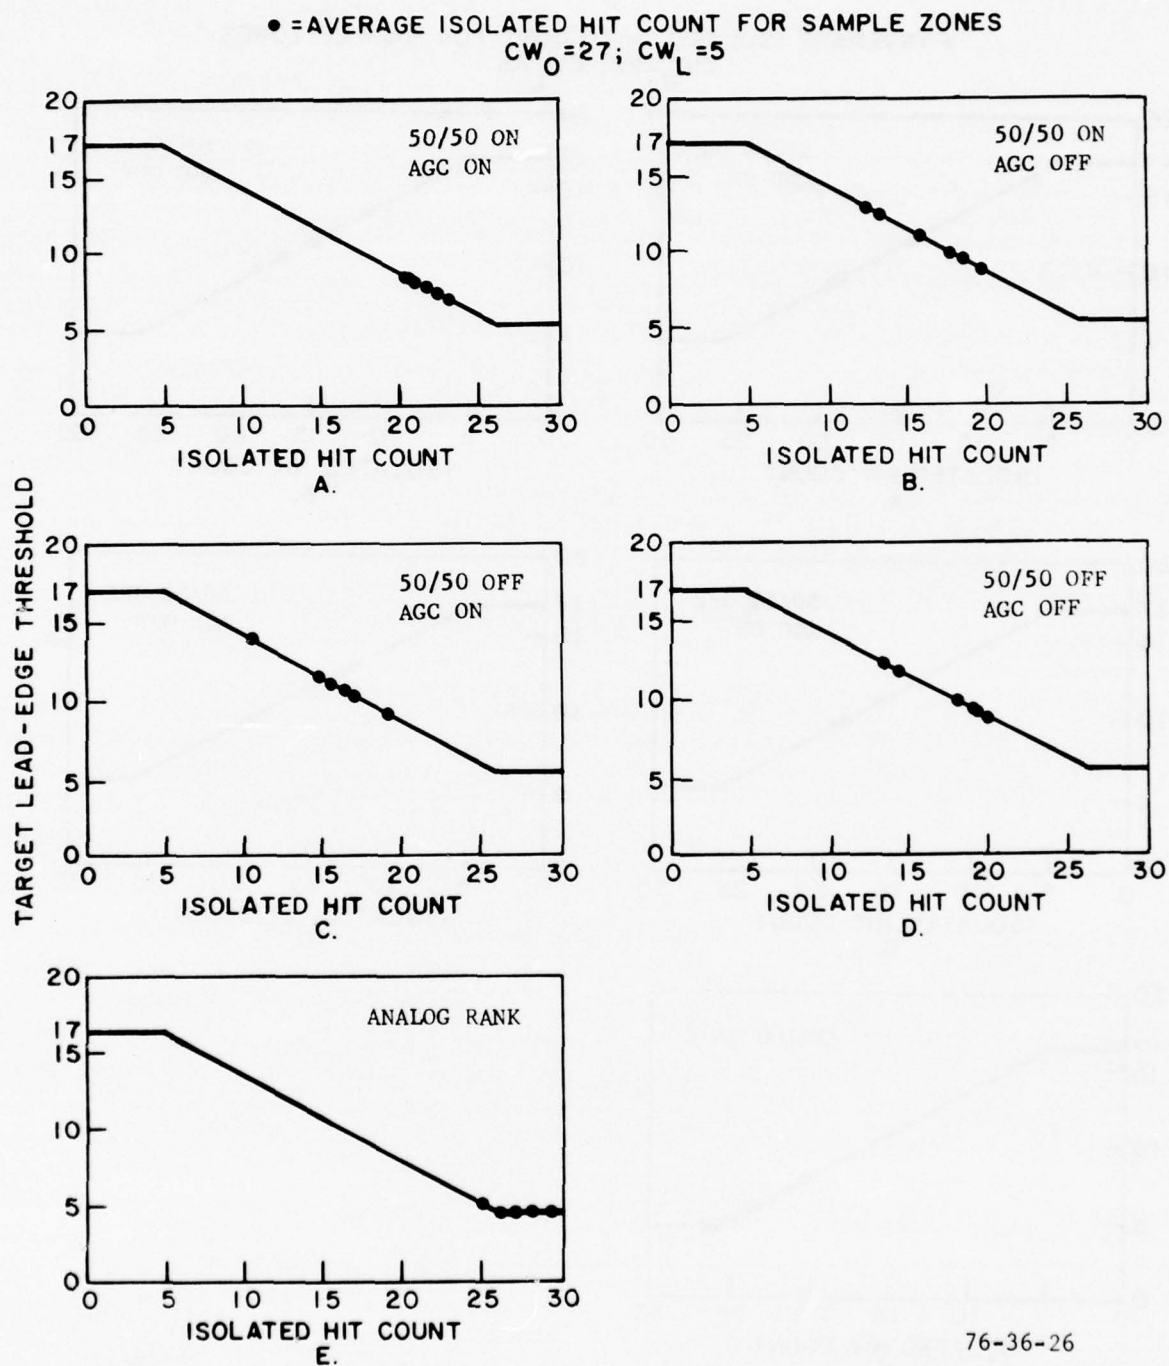 ● =AVERAGE ISOLATED HIT COUNT FOR SAMPLE ZONES
CWO=27; CWL=5
TARGET LEAD-EDGE THRESHOLD
20
17
15
10
5
0
50/50 ON
AGC ON
0 5 10 15 20 25 30
ISOLATED HIT COUNT
A.
20
17
15
10
5
0
50/50 ON
AGC OFF
0 5 10 15 20 25 30
ISOLATED HIT COUNT
B.
20
17
15
10
5
0
50/50 OFF
AGC ON
0 5 10 15 20 25 30
ISOLATED HIT COUNT
C.
20
17
15
10
5
0
50/50 OFF
AGC OFF
0 5 10 15 20 25 30
ISOLATED HIT COUNT
D.
20
17
15
10
5
0
ANALOG RANK
0 5 10 15 20 25 30
ISOLATED HIT COUNT
E.
76-36-26